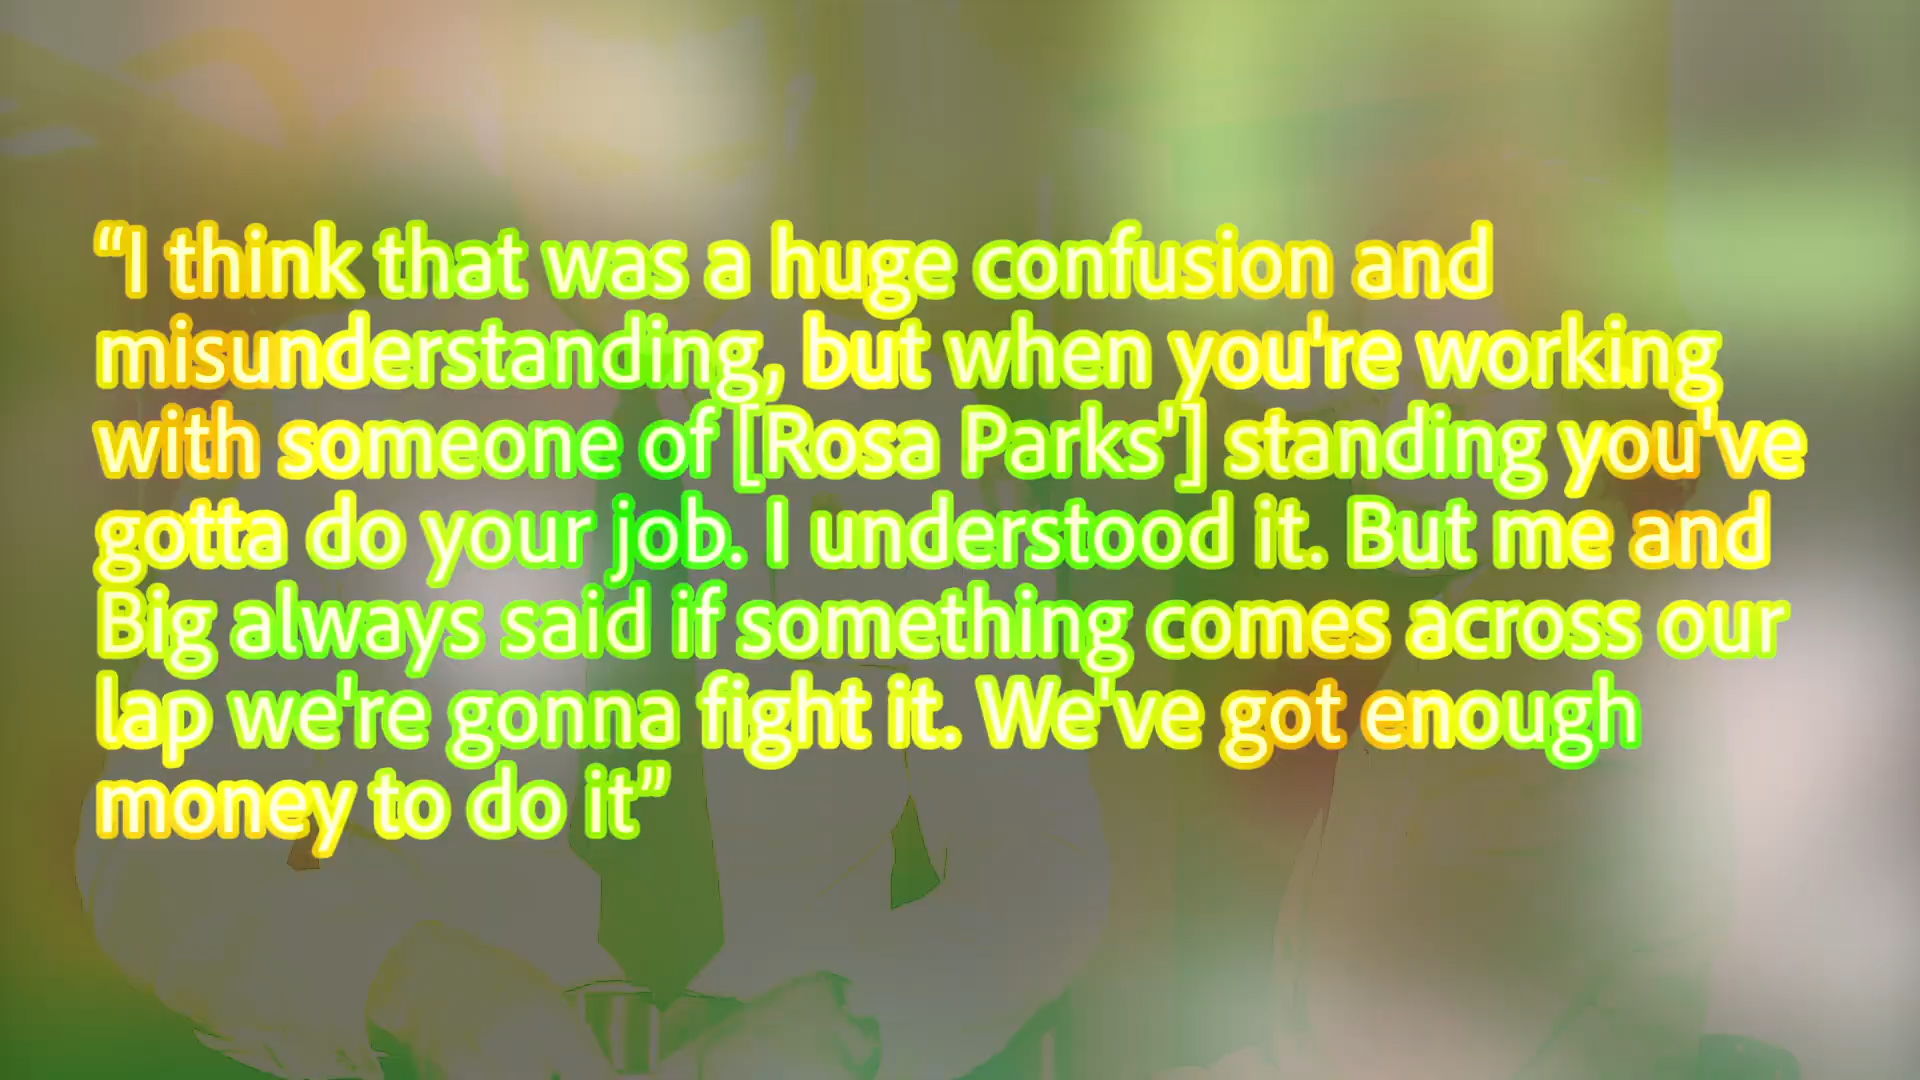 “I think that was a huge confusion and
misunderstanding, but when you're working
with someone of [Rosa Parks'] standing you've
gotta do your job. I understood it. But me and
Big always said if something comes across our
lap we're gonna fight it. We've got enough
money to do it”